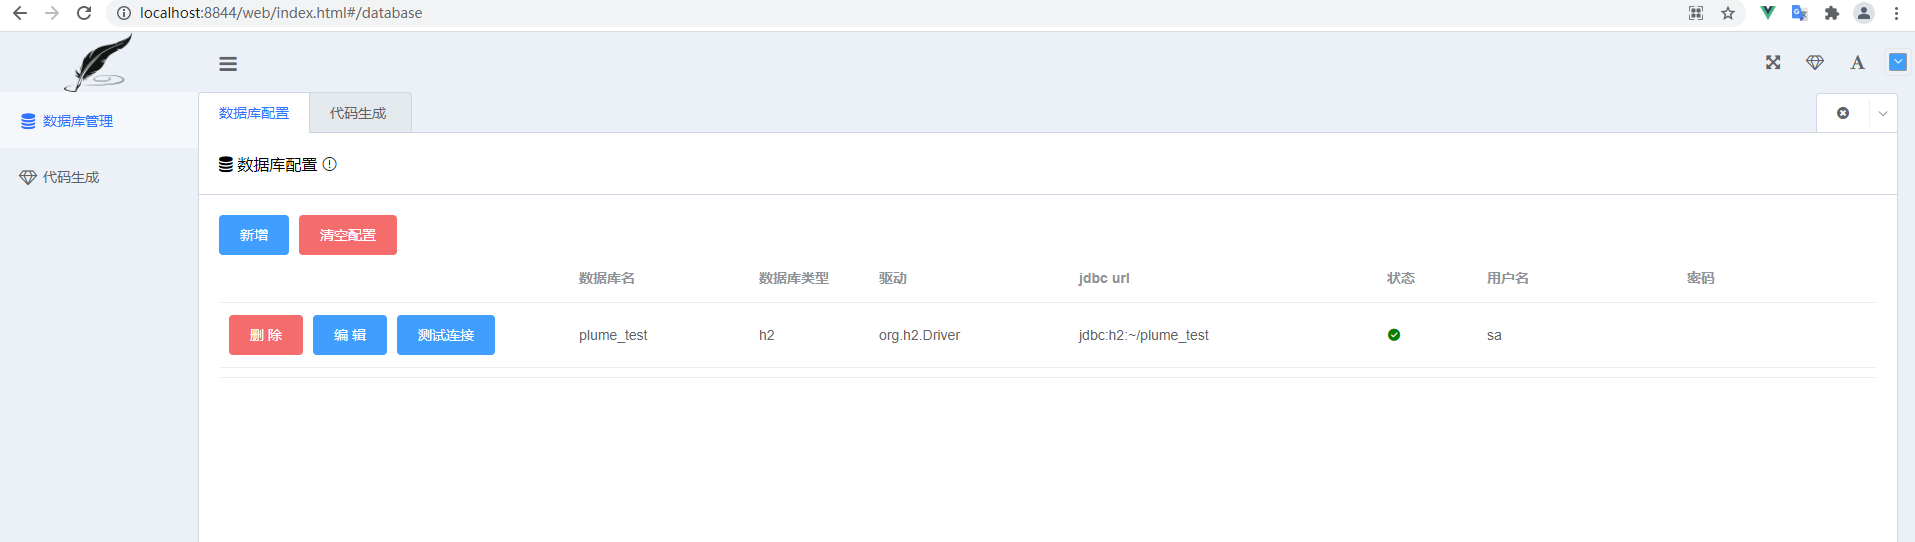 localhost:8844/web/index.html#/database
数据库管理
代码生成
数据库配置 代码生成
数据库配置
新增 清空配置
数据库名 数据库类型 驱动 jdbc url 状态 用户名 密码
删 除 编 辑 测试连接 plume_test h2 org.h2.Driver jdbc:h2:~/plume_test sa